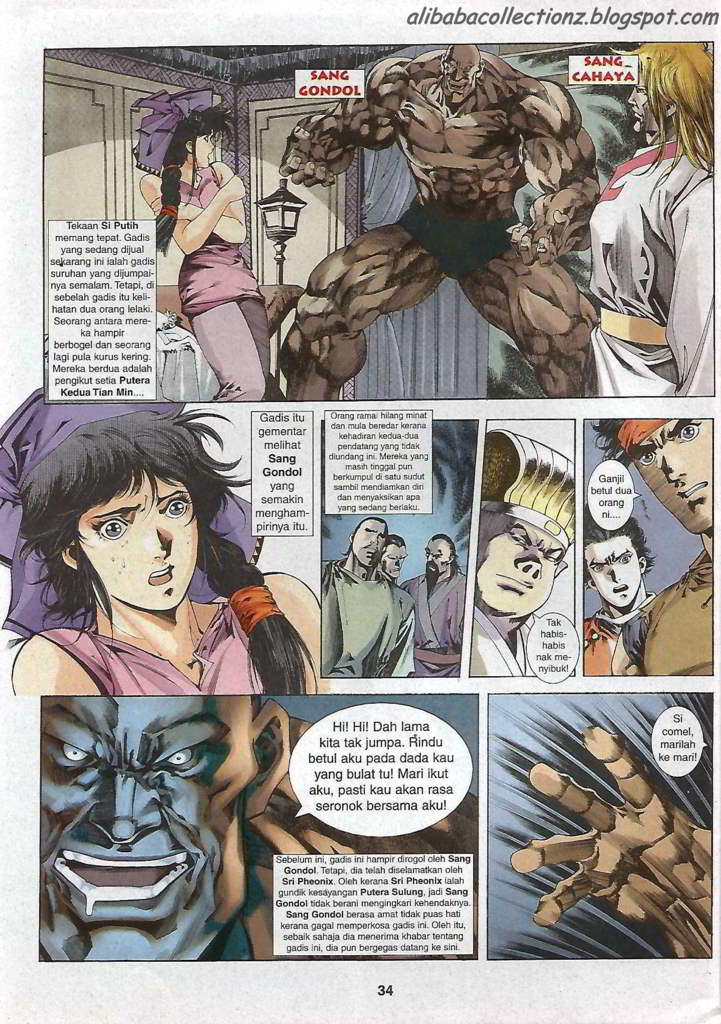 alibabacollectionz.blogspot.com
SANG
GONDOL
SANG
CAHAYA
Tekaan Si Putih
memang tepat. Gadis
yang sedang dijual
sekarang ini ialah gadis
suruhan yang dijumpai-
nya semalam. Tetapi, di
sebelah gadis itu keli-
hatan dua orang lelaki.
Seorang antara mere-
ka hampir
berbogel dan seorang
lagi pula kurus kering.
Mereka berdua adalah
pengikut setia Putera
Kedua Tian Min....
Gadis itu
gementar
melihat
Sang
Gondol
yang
semakin
mengham-
pirinya itu.
Orang ramai hilang minat
dan mula beredar kerana
kehadiran kedua-dua
pendatang yang tidak
diundang ini. Mereka yang
masih tinggal pun
berkumpul di satu sudut
sambil mendiamkan diri
dan menyaksikan apa
yang sedang berlaku.
Tak
habis-
habis
nak me-
nyibuk!
Ganjil
betul dua
orang
ni....
Hi! Hi! Dah lama
kita tak jumpa. Rindu
betul aku pada dada kau
yang bulat tu! Mari ikut
aku, pasti kau akan rasa
seronok bersama aku!
Sebelum ini, gadis ini hampir dirogol oleh Sang
Gondol. Tetapi, dia telah diselamatkan oleh
Sri Pheonix. Oleh kerana Sri Pheonix ialah
gundik kesayangan Putera Sulung, jadi Sang
Gondol tidak berani mengingkari kehendaknya.
Sang Gondol berasa amat tidak puas hati
kerana gagal memperkosa gadis ini. Oleh itu,
sebaik sahaja dia menerima khabar tentang
gadis ini, dia pun bergegas datang ke sini.
Si
comel,
marilah
ke mari!
34